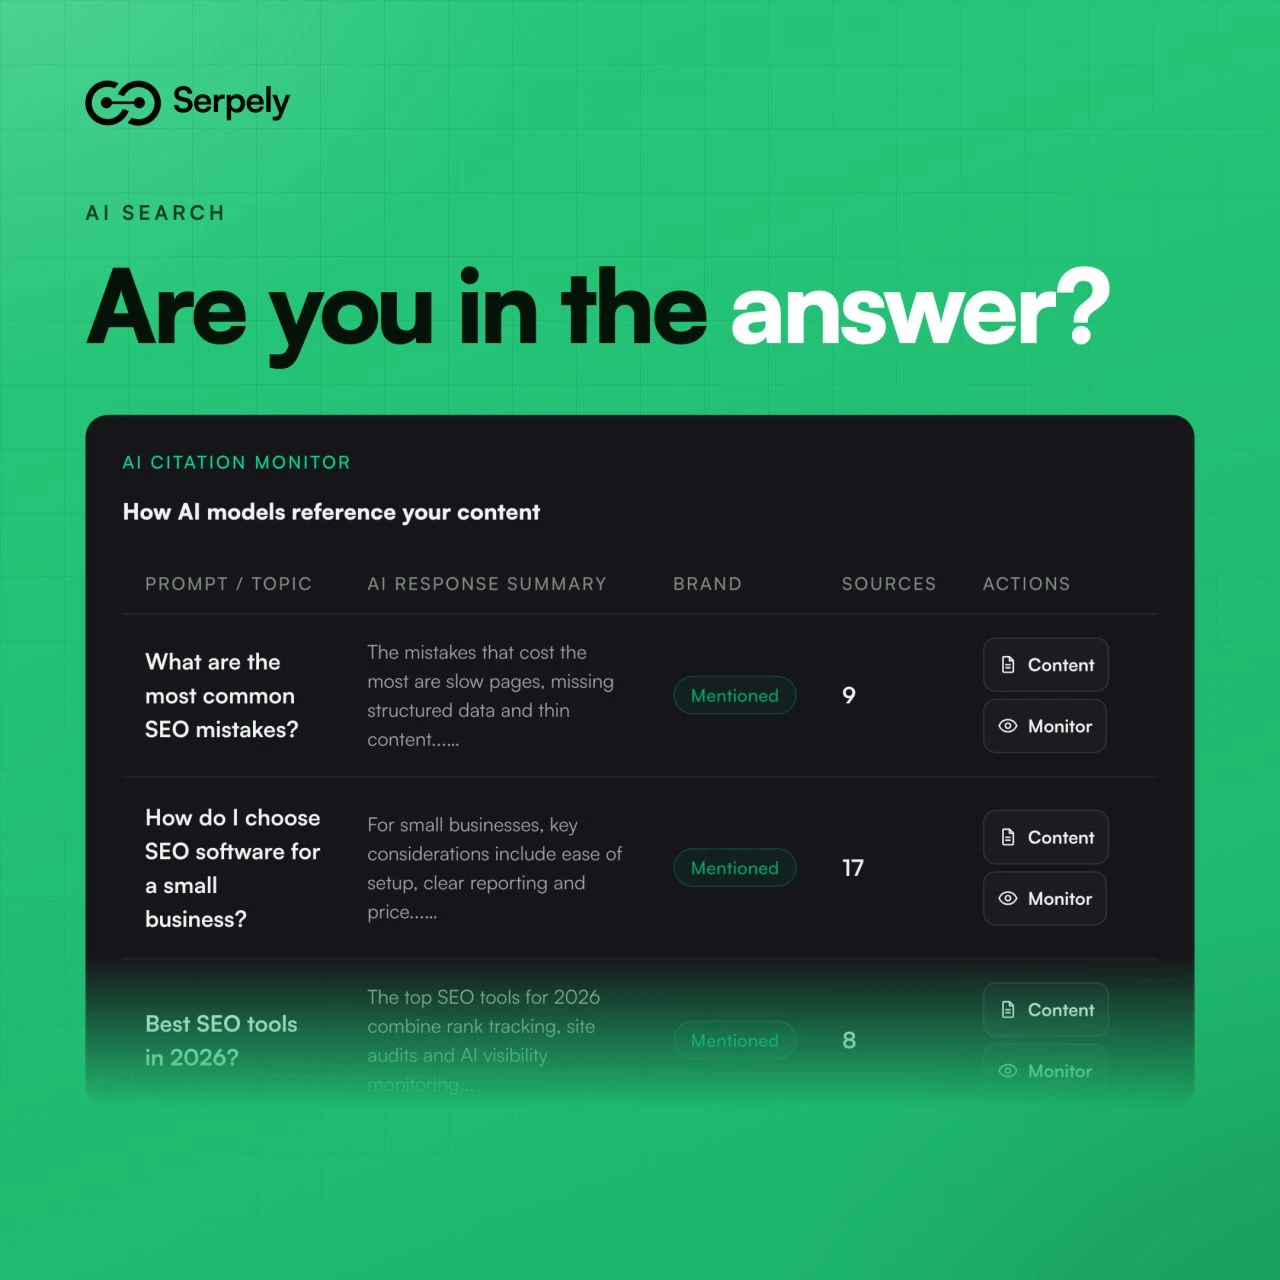 Serpely
AI SEARCH
Are you in the answer?
AI CITATION MONITOR
How AI models reference your content
PROMPT / TOPIC
AI RESPONSE SUMMARY
BRAND
SOURCES
ACTIONS
What are the
most common
SEO mistakes?
The mistakes that cost the
most are slow pages, missing
structured data and thin
content......
Mentioned
9
Content
Monitor
How do I choose
SEO software for
a small
business?
For small businesses, key
considerations include ease of
setup, clear reporting and
price......
Mentioned
17
Content
Monitor
Best SEO tools
in 2026?
The top SEO tools for 2026
combine rank tracking, site
audits and AI visibility
monitoring...
Mentioned
8
Content
Monitor